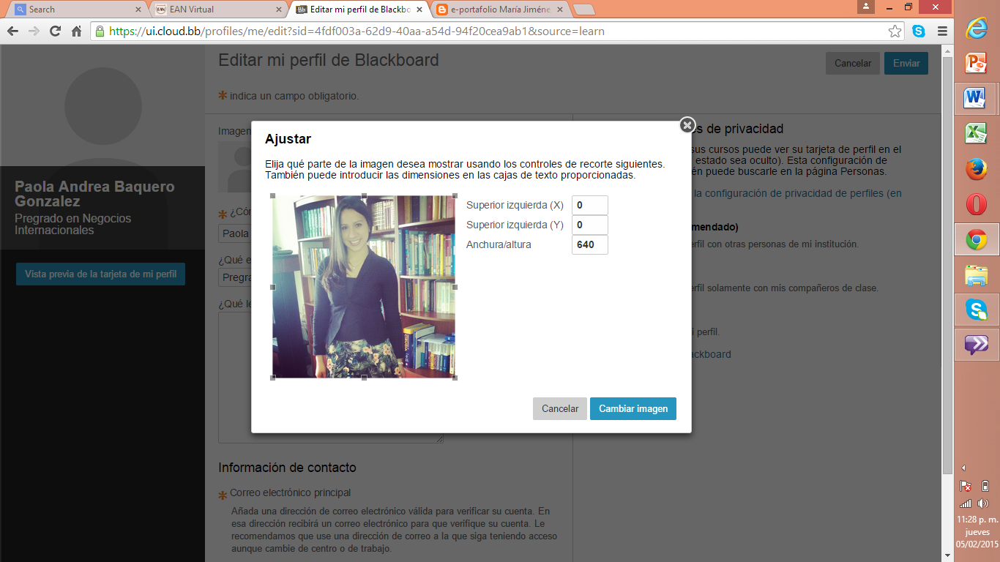 Search
EAN Virtual
Editar mi perfil de Blackbo
e-portafolio María Jiméne
https://ui.cloud.bb/profiles/me/edit?sid=4fdf003a-62d9-40aa-a54d-94f20cea9ab1&source=learn
Editar mi perfil de Blackboard
Cancelar
Enviar
* indica un campo obligatorio.
Paola Andrea Baquero
Gonzalez
Pregrado en Negocios
Internacionales
Vista previa de la tarjeta de mi perfil
Imagen
* ¿Cór
Paola
¿Qué e
Pregra
¿Qué le
Ajustar
Elija qué parte de la imagen desea mostrar usando los controles de recorte siguientes.
También puede introducir las dimensiones en las cajas de texto proporcionadas.
Superior izquierda (X) 0
Superior izquierda (Y) 0
Anchura/altura 640
Cancelar
Cambiar imagen
s de privacidad
sus cursos puede ver su tarjeta de perfil en el
estado sea oculto). Esta configuración de
én puede buscarle en la página Personas.
la configuración de privacidad de perfiles (en
mendado)
erfil con otras personas de mi institución.
erfil solamente con mis compañeros de clase.
i perfil.
ackboard
Información de contacto
* Correo electrónico principal
Añada una dirección de correo electrónico válida para verificar su cuenta. En
esa dirección recibirá un correo electrónico para que verifique su cuenta. Le
recomendamos que use una dirección de correo a la que siga teniendo acceso
aunque cambie de centro o de trabajo.
11:28 p. m.
jueves
05/02/2015